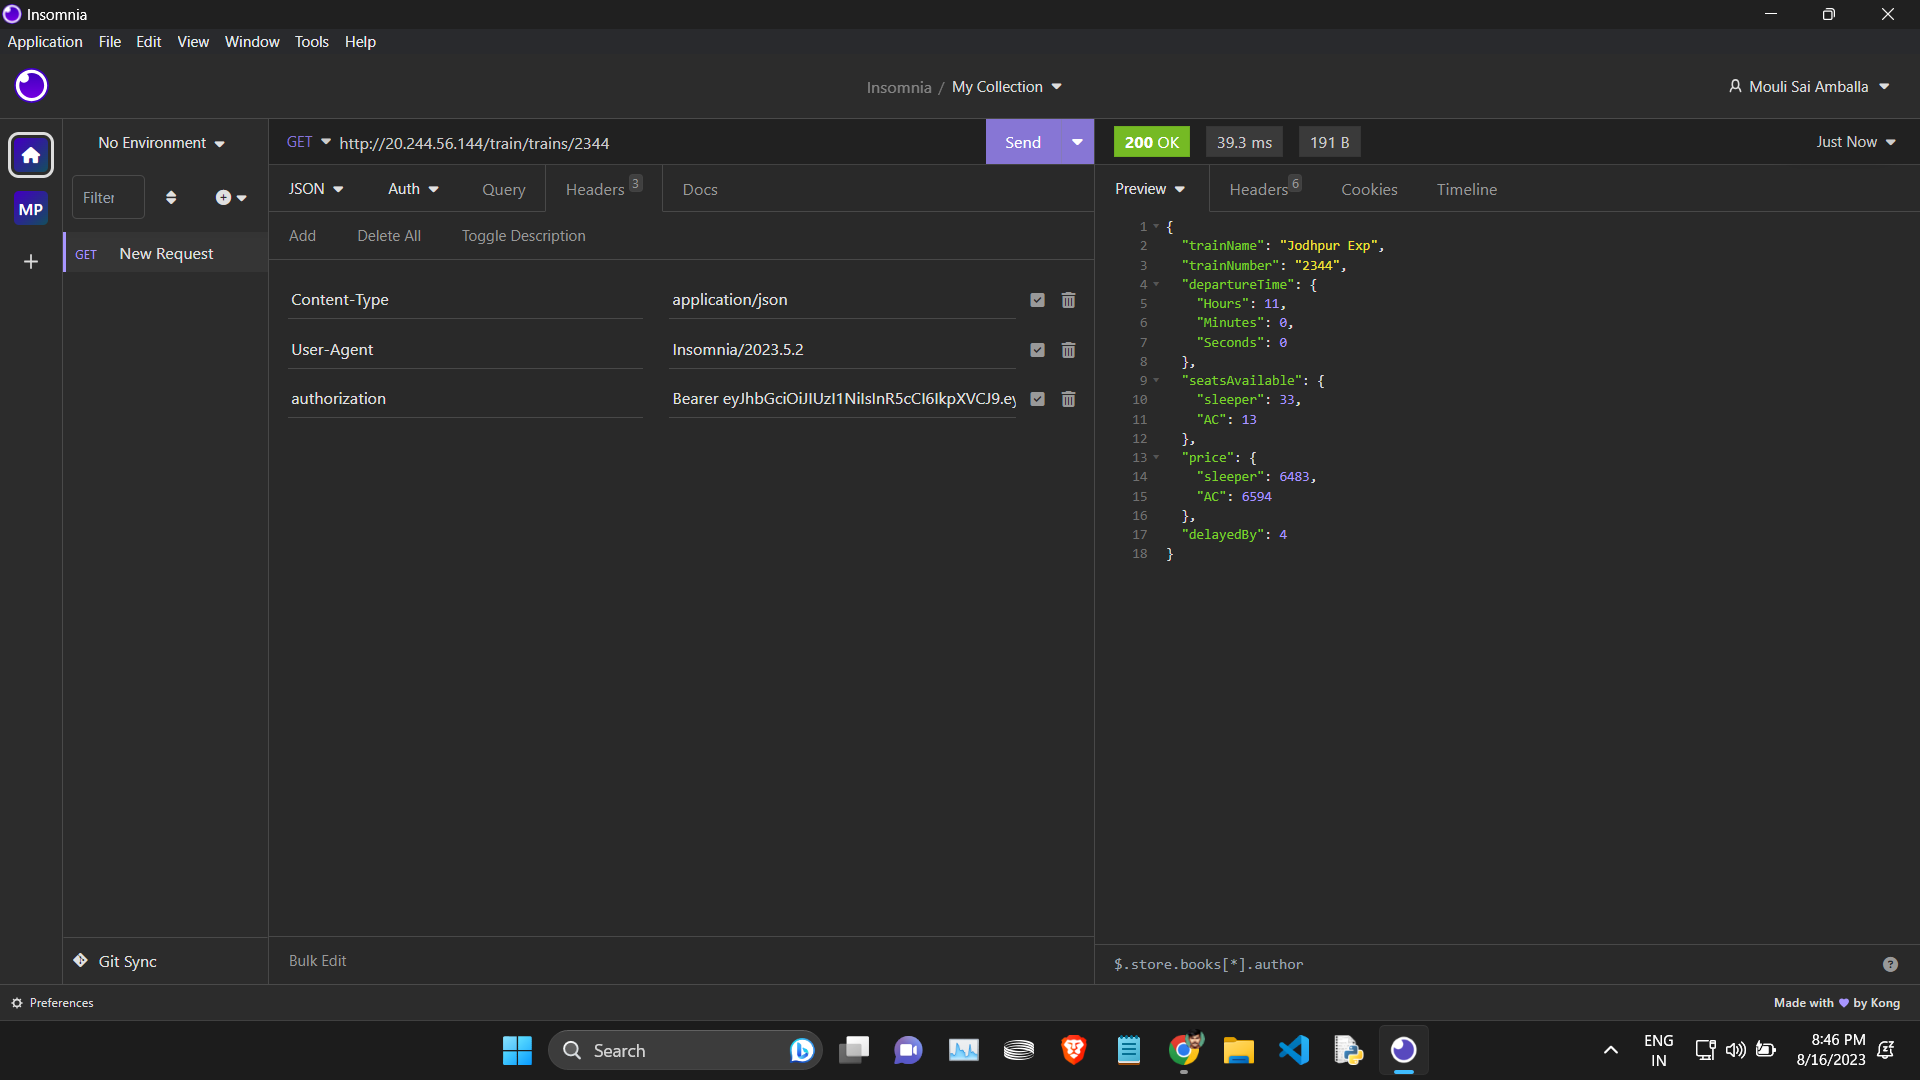 Insomnia
Application File Edit View Window Tools Help
Insomnia / My Collection
Mouli Sai Amballa
No Environment
GET http://20.244.56.144/train/trains/2344
Send
200 OK 39.3 ms 191 B
Just Now
Filter
JSON Auth Query Headers 3 Docs
Preview Headers 6 Cookies Timeline
MP
Add Delete All Toggle Description
GET New Request
Content-Type application/json
User-Agent Insomnia/2023.5.2
authorization Bearer eyJhbGciOiJIUzI1NiIsInR5cCI6IkpXVCJ9.ey
1 {
2 "trainName": "Jodhpur Exp",
3 "trainNumber": "2344",
4 "departureTime": {
5 "Hours": 11,
6 "Minutes": 0,
7 "Seconds": 0
8 },
9 "seatsAvailable": {
10 "sleeper": 33,
11 "AC": 13
12 },
13 "price": {
14 "sleeper": 6483,
15 "AC": 6594
16 },
17 "delayedBy": 4
18 }
Git Sync
Bulk Edit
$.store.books[*].author
Preferences
Made with by Kong
Search
ENG
IN
8:46 PM
8/16/2023